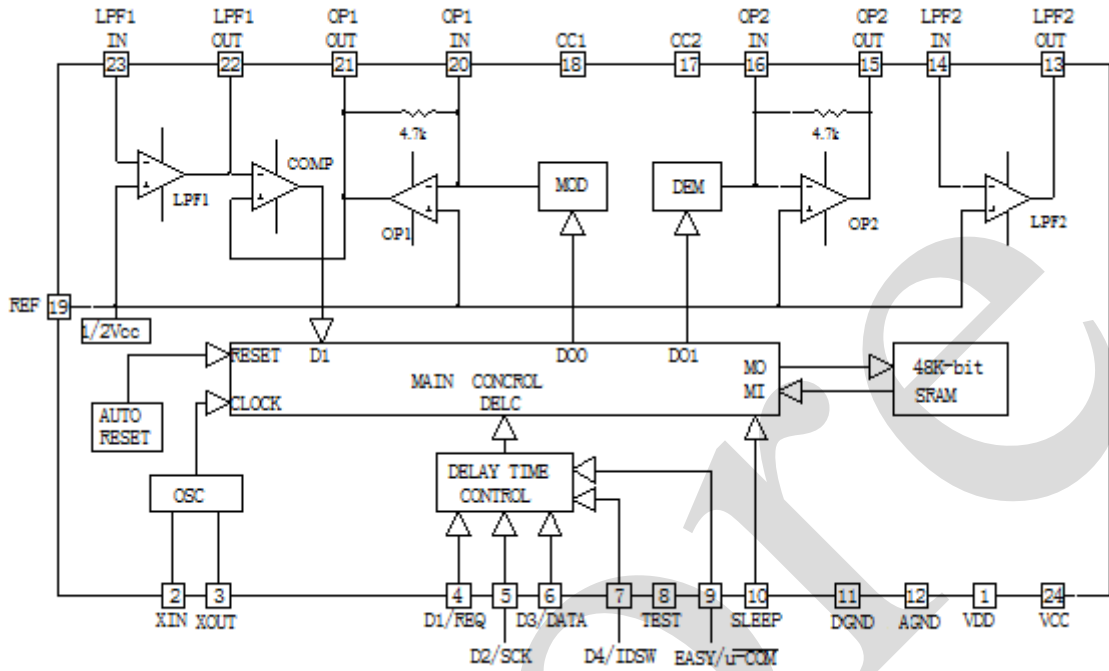 LPF1 LPF1 OP1 OP1 OP2 OP2 LPF2 LPF2
IN OUT OUT IN CC1 CC2 IN OUT IN OUT
23 22 21 20 18 17 16 15 14 13
4.7k 4.7k
COMP
MOD DEM
LPF1 OP1 OP2 LPF2
REF 19
1/2Vcc
RESET D1 DO0 DO1 MO
MAIN CONCROL
DELC
MI
CLOCK
48K-bit
SRAM
AUTO
RESET
OSC
DELAY TIME
CONTROL
2 3 4 5 6 7 8 9 10 11 12 1 24
XIN XOUT D1/REQ D3/DATA TEST SLEEP DGND AGND VDD VCC
D2/SCK D4/IDSW EASY/u-COM